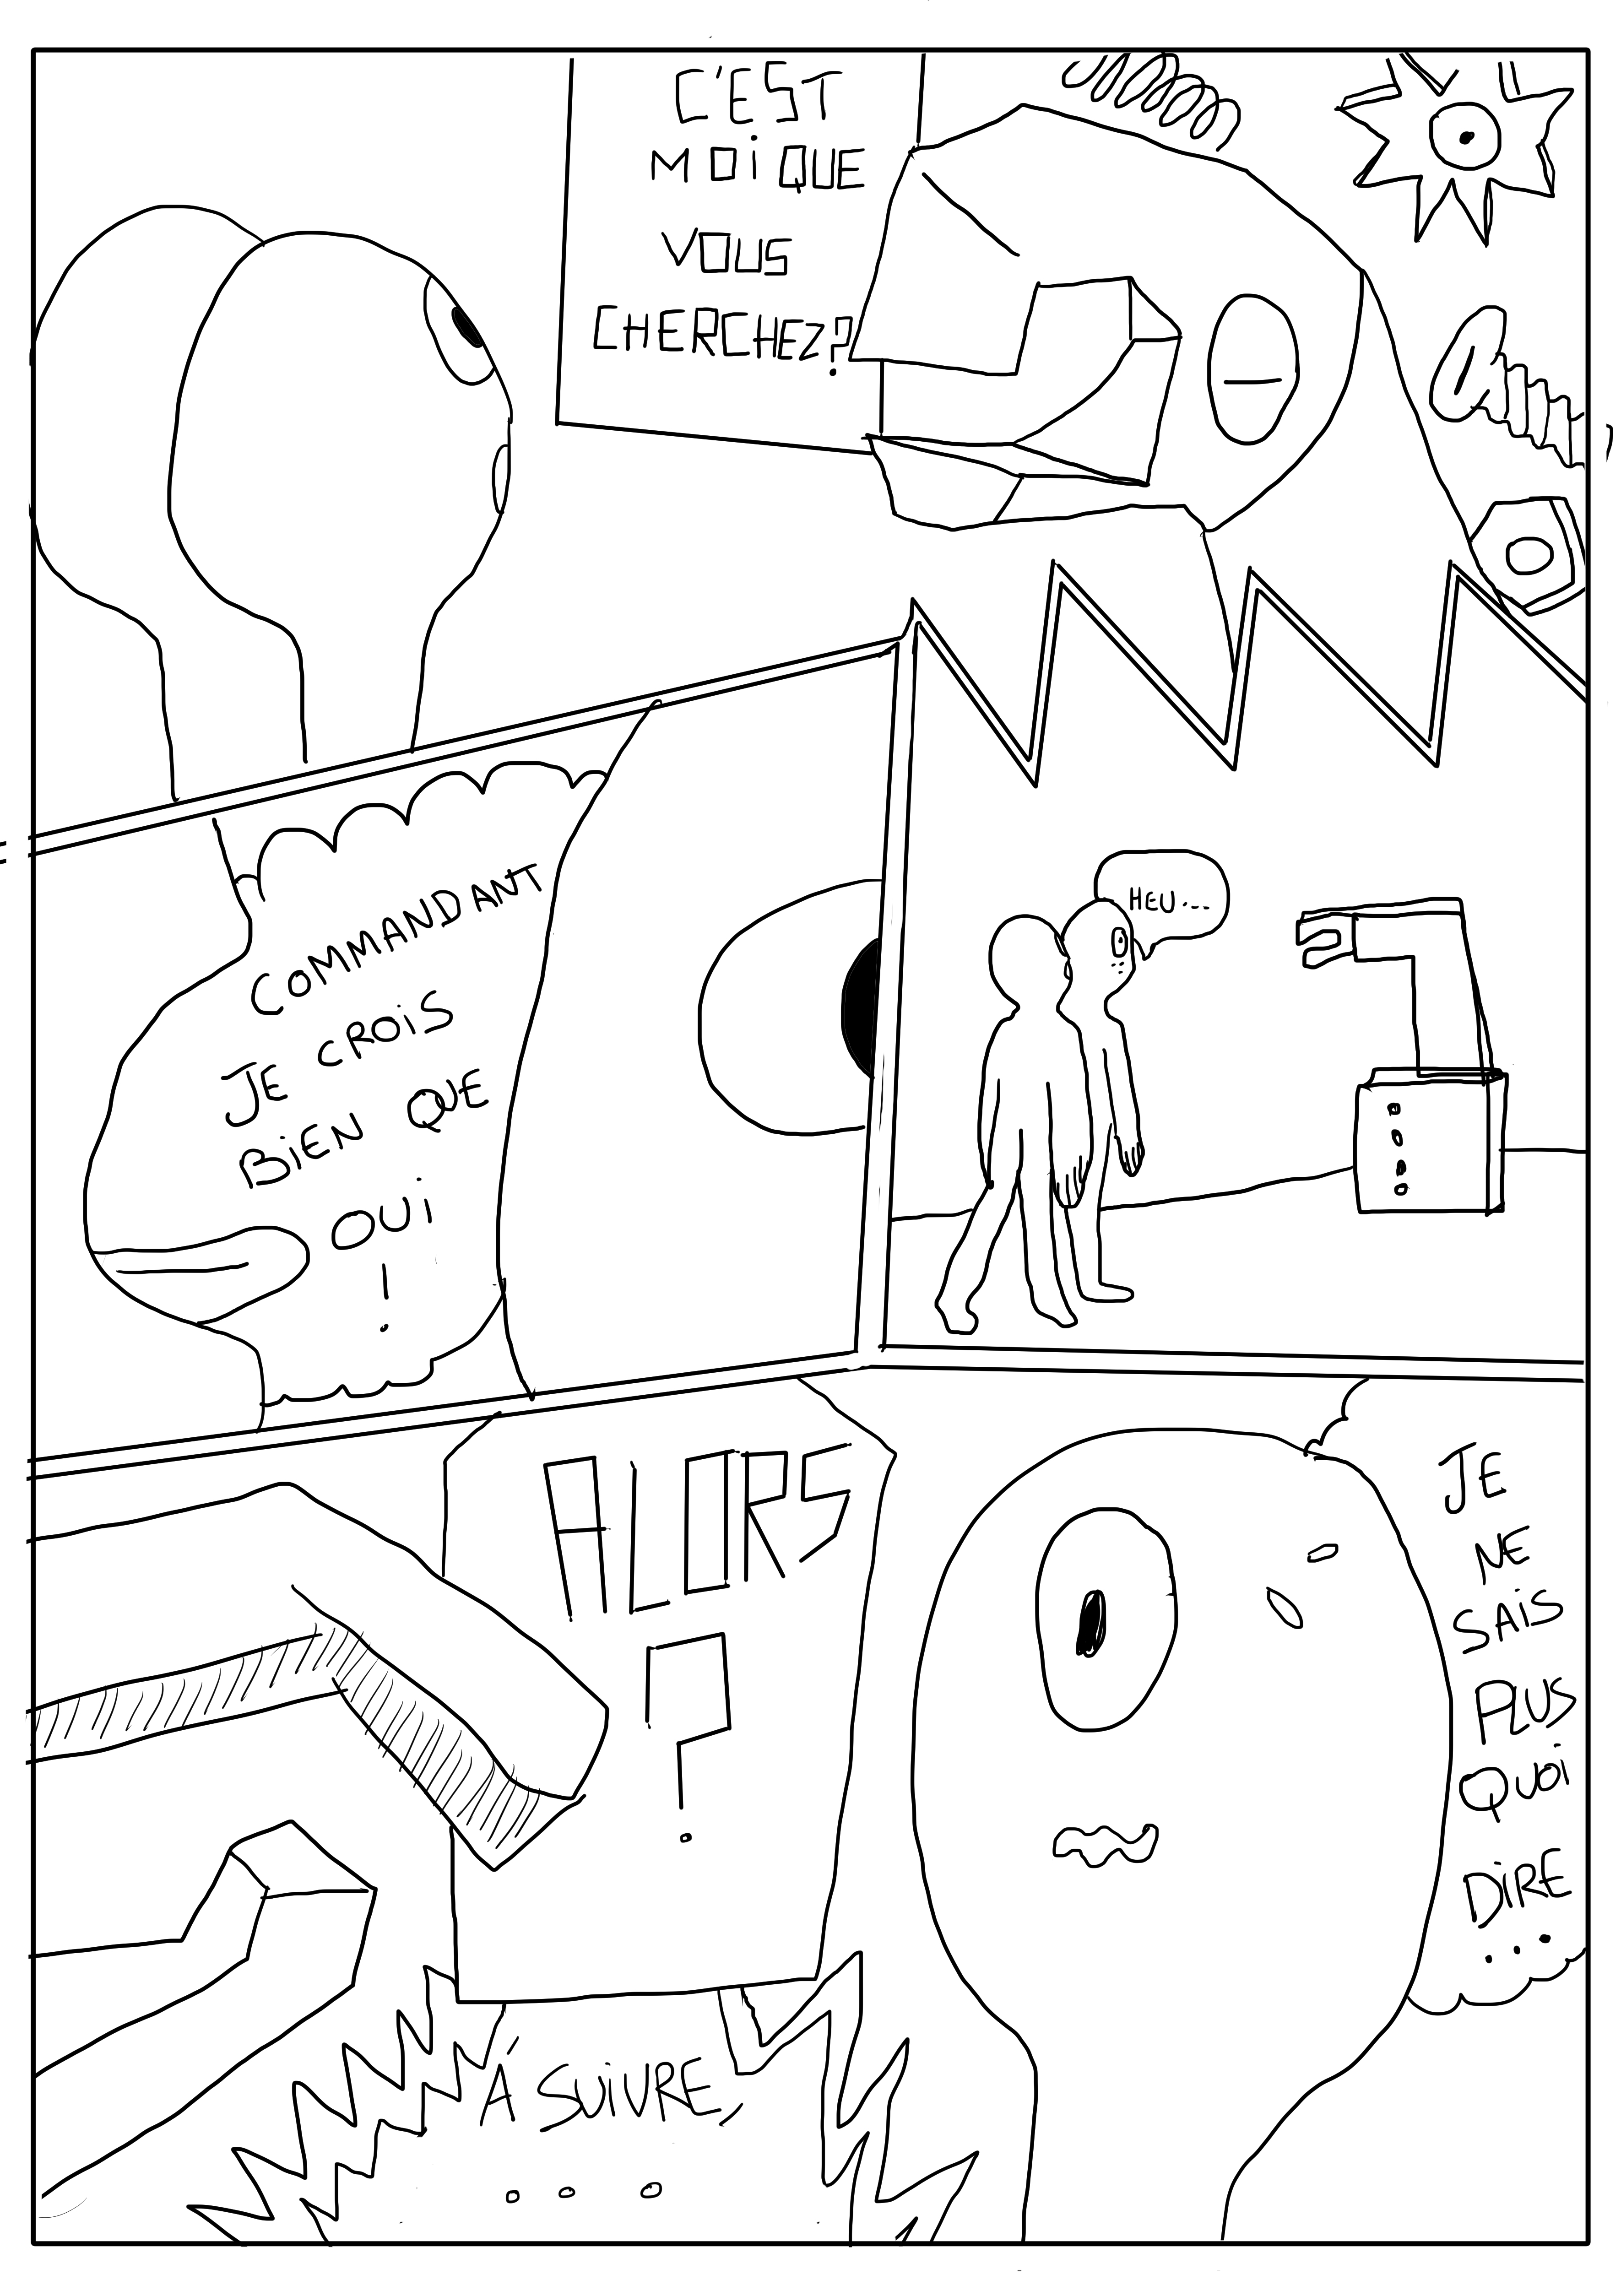 C'EST
MOI QUE
VOUS
CHERCHEZ?
COMMANDANT
JE CROIS
BIEN QUE
OUI
!
HEU...
ALORS
?
JE
NE
SAIS
PLUS
QUOI
DIRE
...
À SUIVRE
...